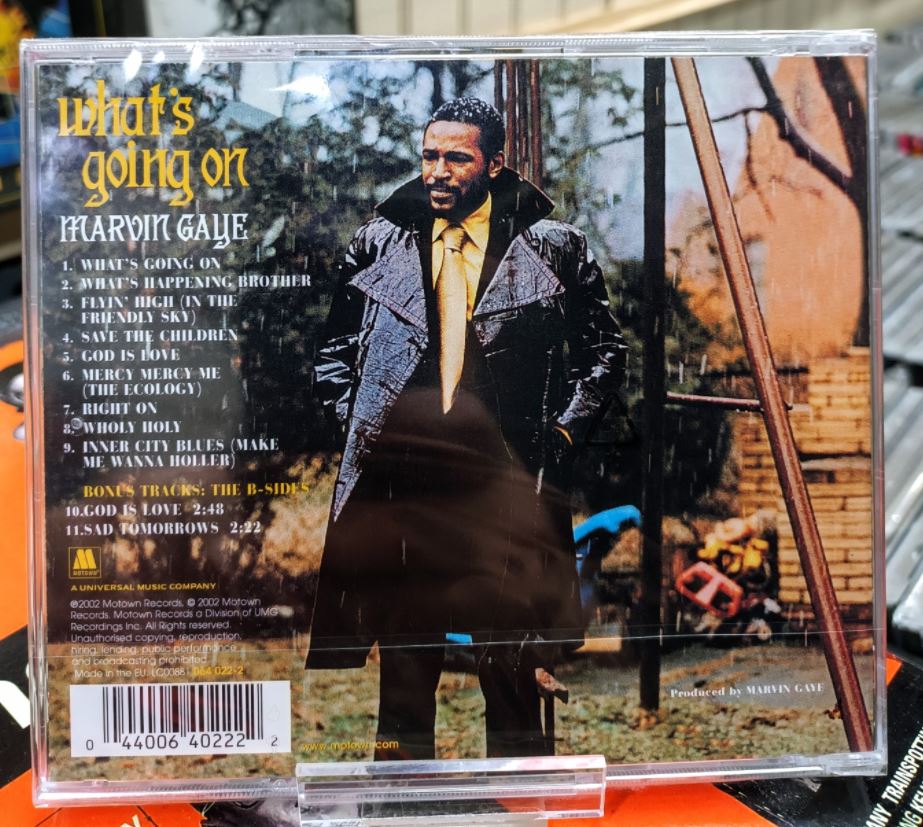 what's
going on
MARVIN GAYE
1. WHAT'S GOING ON
2. WHAT'S HAPPENING BROTHER
3. FLYIN' HIGH (IN THE
FRIENDLY SKY)
4. SAVE THE CHILDREN
5. GOD IS LOVE
6. MERCY MERCY ME
(THE ECOLOGY)
7. RIGHT ON
8. WHOLY HOLY
9. INNER CITY BLUES (MAKE
ME WANNA HOLLER)
BONUS TRACKS: THE B-SIDES
10.GOD IS LOVE 2:48
11.SAD TOMORROWS 2:22
M
MOTOWN
A UNIVERSAL MUSIC COMPANY
℗2002 Motown Records, © 2002 Motown
Records. Motown Records a Division of UMG
Recordings Inc. All Rights reserved.
Unauthorised copying, reproduction,
hiring, lending, public performance
and broadcasting prohibited.
Made in the EU. LC00881 064 022-2
0 44006 40222 2
www.motown.com
Produced by MARVIN GAYE
ANY TRAINSPOTT